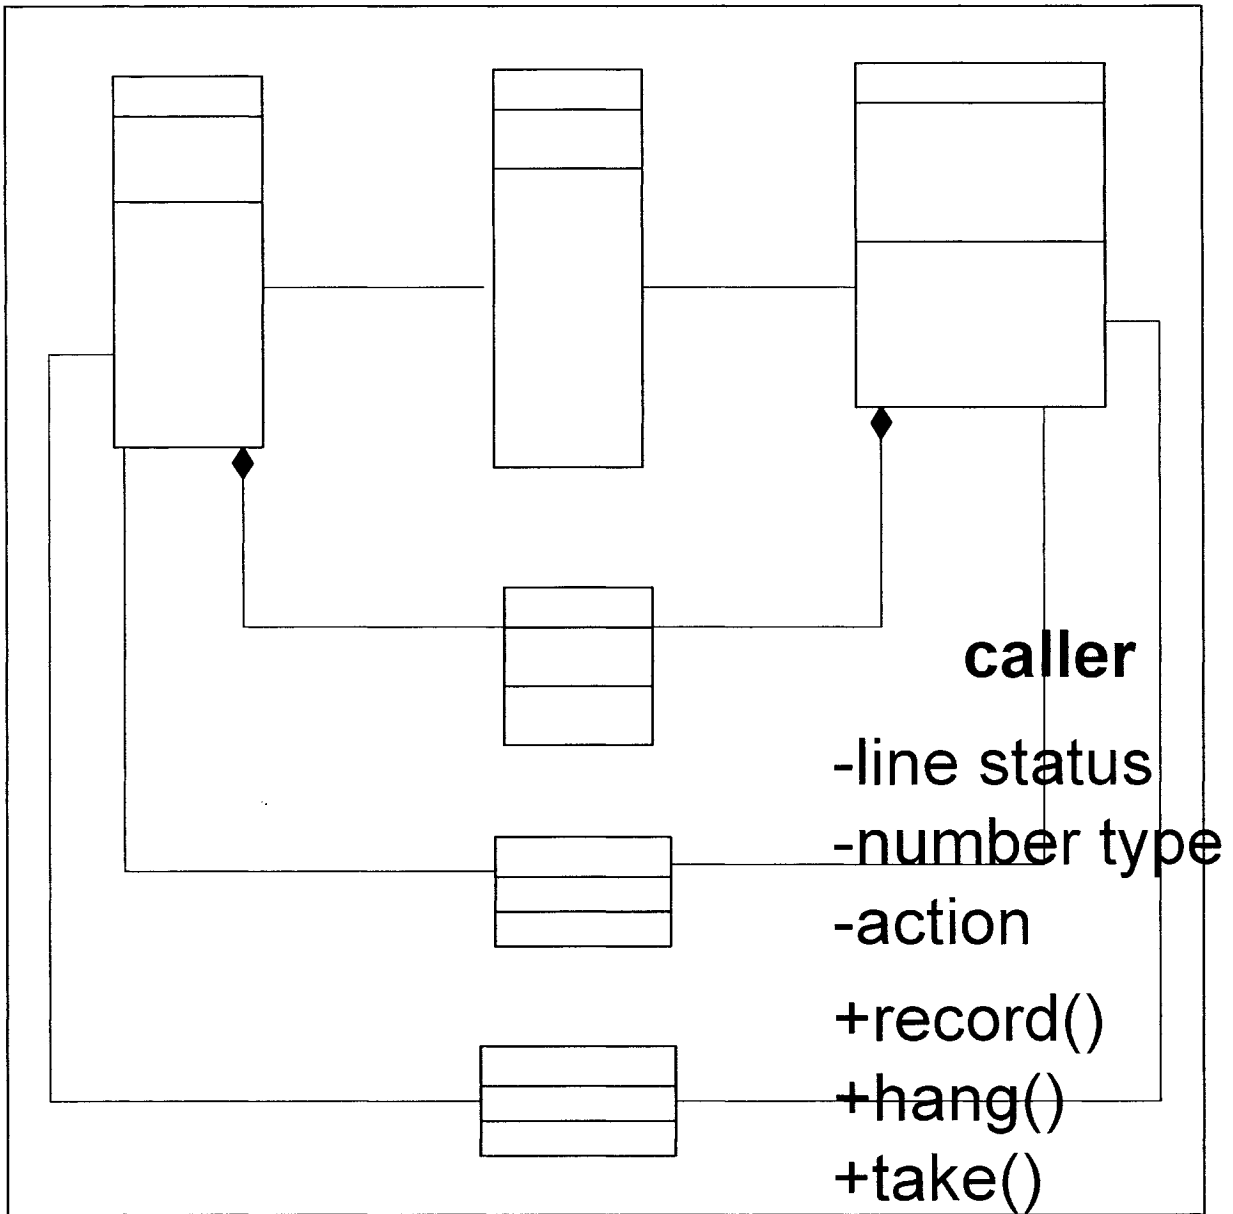 caller
-line status
-number type
-action
+record()
+hang()
+take()